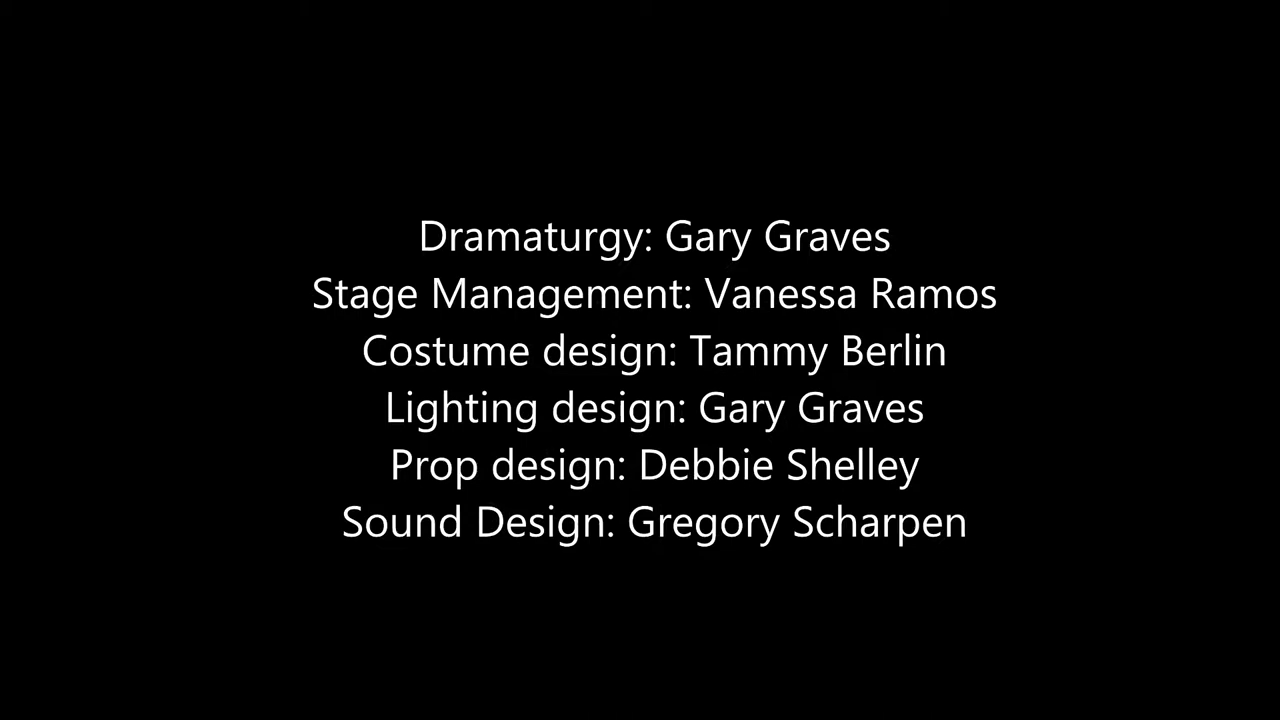 Dramaturgy: Gary Graves
Stage Management: Vanessa Ramos
Costume design: Tammy Berlin
Lighting design: Gary Graves
Prop design: Debbie Shelley
Sound Design: Gregory Scharpen